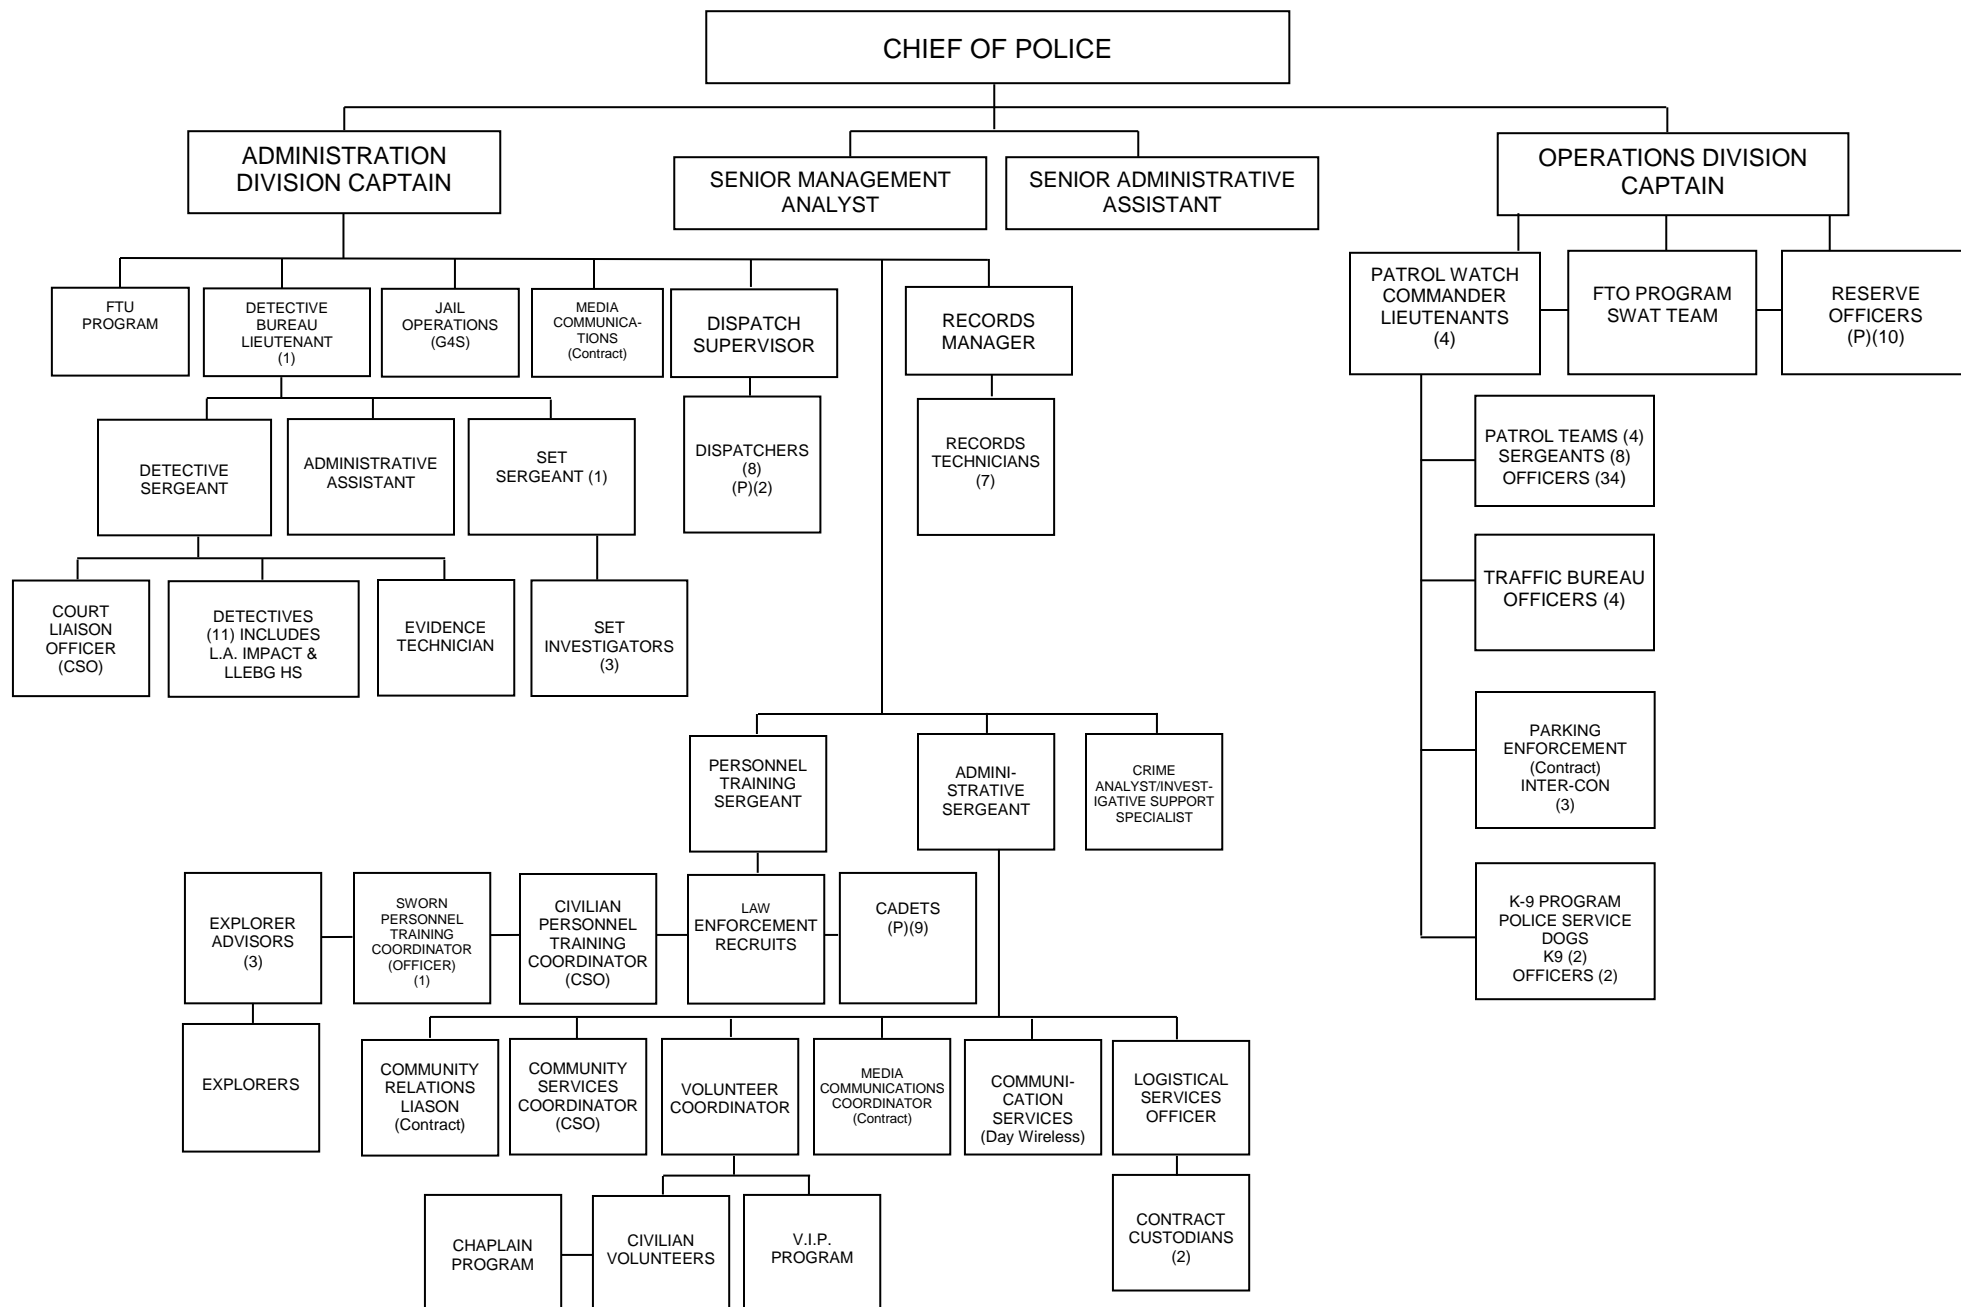 CHIEF OF POLICE
ADMINISTRATION
DIVISION CAPTAIN
SENIOR MANAGEMENT
ANALYST
SENIOR ADMINISTRATIVE
ASSISTANT
OPERATIONS DIVISION
CAPTAIN
FTU
PROGRAM
DETECTIVE
BUREAU
LIEUTENANT
(1)
JAIL
OPERATIONS
(G4S)
MEDIA
COMMUNICA-
TIONS
(Contract)
DISPATCH
SUPERVISOR
RECORDS
MANAGER
PATROL WATCH
COMMANDER
LIEUTENANTS
(4)
FTO PROGRAM
SWAT TEAM
RESERVE
OFFICERS
(P)(10)
DETECTIVE
SERGEANT
ADMINISTRATIVE
ASSISTANT
SET
SERGEANT (1)
DISPATCHERS
(8)
(P)(2)
RECORDS
TECHNICIANS
(7)
PATROL TEAMS (4)
SERGEANTS (8)
OFFICERS (34)
COURT
LIAISON
OFFICER
(CSO)
DETECTIVES
(11) INCLUDES
L.A. IMPACT &
LLEBG HS
EVIDENCE
TECHNICIAN
SET
INVESTIGATORS
(3)
TRAFFIC BUREAU
OFFICERS (4)
PERSONNEL
TRAINING
SERGEANT
ADMINI-
STRATIVE
SERGEANT
CRIME
ANALYST/INVEST-
IGATIVE SUPPORT
SPECIALIST
PARKING
ENFORCEMENT
(Contract)
INTER-CON
(3)
EXPLORER
ADVISORS
(3)
SWORN
PERSONNEL
TRAINING
COORDINATOR
(OFFICER)
(1)
CIVILIAN
PERSONNEL
TRAINING
COORDINATOR
(CSO)
LAW
ENFORCEMENT
RECRUITS
CADETS
(P)(9)
K-9 PROGRAM
POLICE SERVICE
DOGS
K9 (2)
OFFICERS (2)
EXPLORERS
COMMUNITY
RELATIONS
LIASON
(Contract)
COMMUNITY
SERVICES
COORDINATOR
(CSO)
VOLUNTEER
COORDINATOR
MEDIA
COMMUNICATIONS
COORDINATOR
(Contract)
COMMUNI-
CATION
SERVICES
(Day Wireless)
LOGISTICAL
SERVICES
OFFICER
CHAPLAIN
PROGRAM
CIVILIAN
VOLUNTEERS
V.I.P.
PROGRAM
CONTRACT
CUSTODIANS
(2)